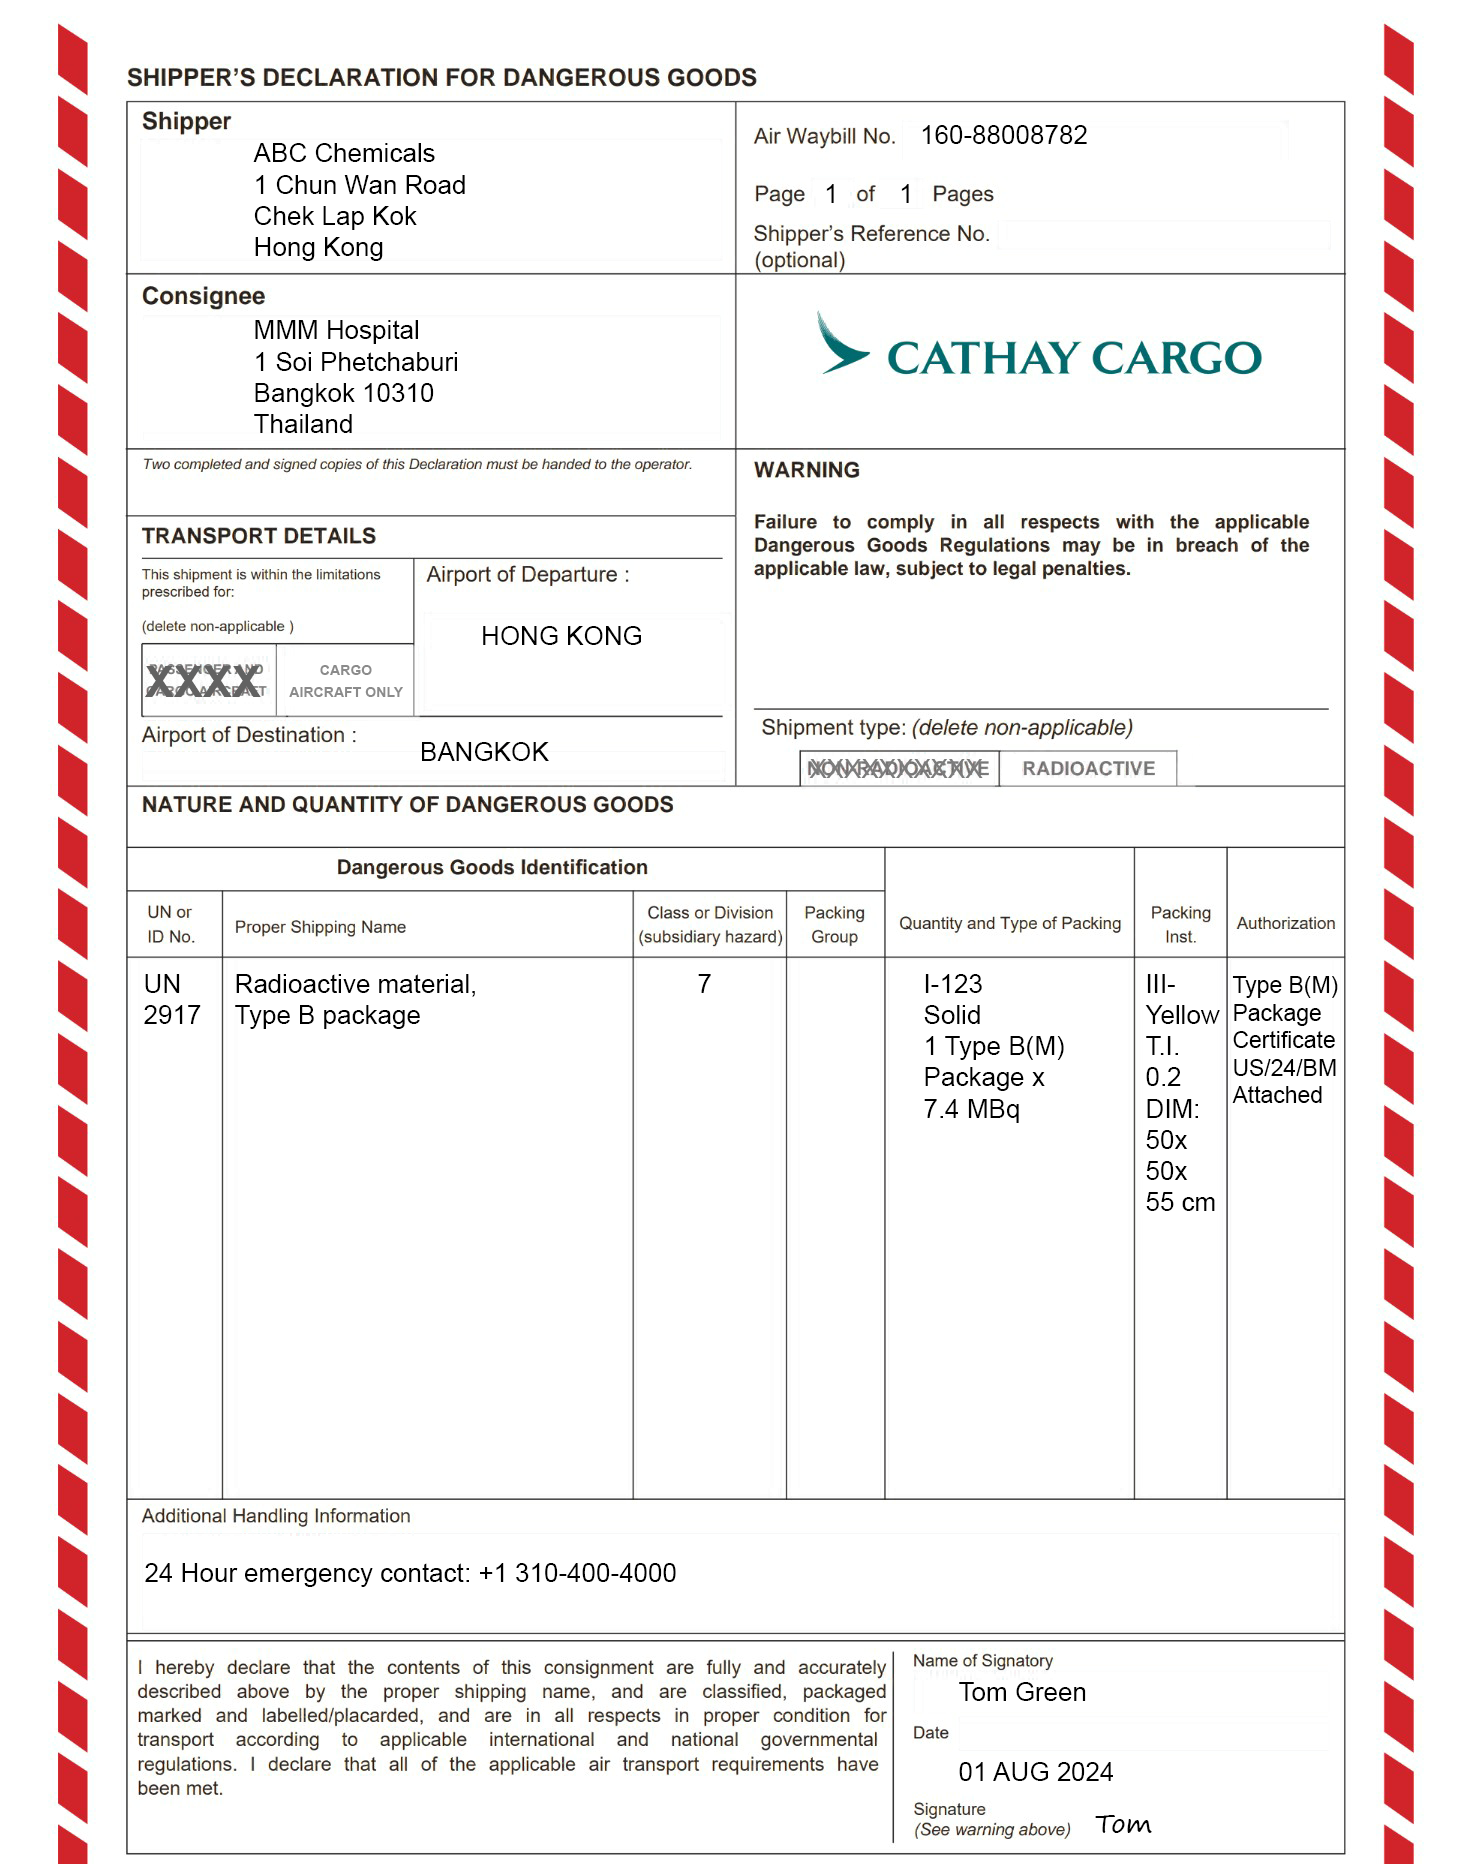 SHIPPER'S DECLARATION FOR DANGEROUS GOODS
Shipper
ABC Chemicals
1 Chun Wan Road
Chek Lap Kok
Hong Kong
Air Waybill No. 160-88008782
Page 1 of 1 Pages
Shipper's Reference No.
(optional)
Consignee
MMM Hospital
1 Soi Phetchaburi
Bangkok 10310
Thailand
CATHAY CARGO
Two completed and signed copies of this Declaration must be handed to the operator.
TRANSPORT DETAILS
This shipment is within the limitations
prescribed for:
(delete non-applicable )
PASSENGER AND
CARGO AIRCRAFT
XXXX
CARGO
AIRCRAFT ONLY
Airport of Departure :
HONG KONG
Airport of Destination :
BANGKOK
WARNING
Failure to comply in all respects with the applicable
Dangerous Goods Regulations may be in breach of the
applicable law, subject to legal penalties.
Shipment type: (delete non-applicable)
NON-RADIOACTIVE
RADIOACTIVE
NATURE AND QUANTITY OF DANGEROUS GOODS
Dangerous Goods Identification
UN or
ID No.
Proper Shipping Name
Class or Division
(subsidiary hazard)
Packing
Group
Quantity and Type of Packing
Packing
Inst.
Authorization
UN
2917
Radioactive material,
Type B package
7
I-123
Solid
1 Type B(M)
Package x
7.4 MBq
III-
Yellow
T.I.
0.2
DIM:
50x
50x
55 cm
Type B(M)
Package
Certificate
US/24/BM
Attached
Additional Handling Information
24 Hour emergency contact: +1 310-400-4000
I hereby declare that the contents of this consignment are fully and accurately
described above by the proper shipping name, and are classified, packaged
marked and labelled/placarded, and are in all respects in proper condition for
transport according to applicable international and national governmental
regulations. I declare that all of the applicable air transport requirements have
been met.
Name of Signatory
Tom Green
Date
01 AUG 2024
Signature
(See warning above) Tom